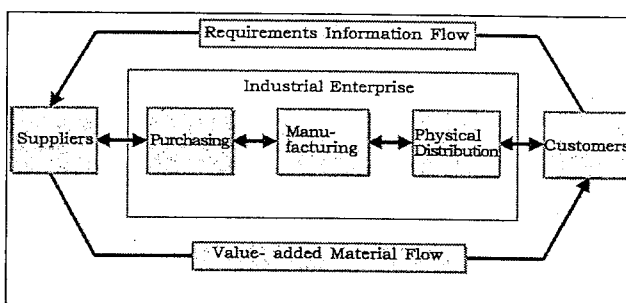 Requirements Information Flow
Industrial Enterprise
Suppliers
Purchasing
Manu-
facturing
Physical
Distribution
Customers
Value- added Material Flow